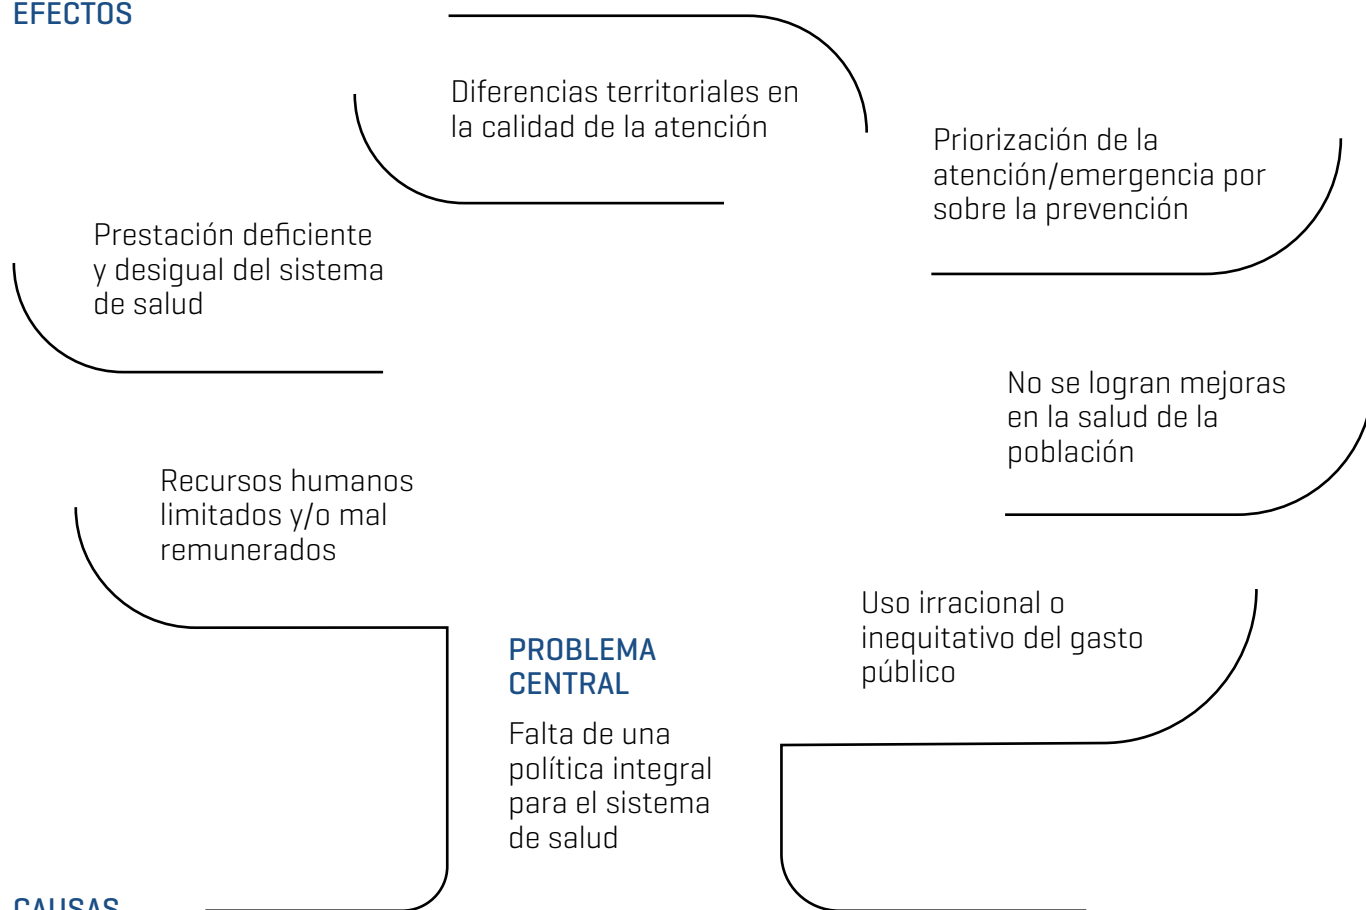 EFECTOS
Diferencias territoriales en
la calidad de la atención
Priorización de la
atención/emergencia por
sobre la prevención
Prestación deficiente
y desigual del sistema
de salud
No se logran mejoras
en la salud de la
población
Recursos humanos
limitados y/o mal
remunerados
Uso irracional o
inequitativo del gasto
público
PROBLEMA
CENTRAL
Falta de una
política integral
para el sistema
de salud
CAUSAS